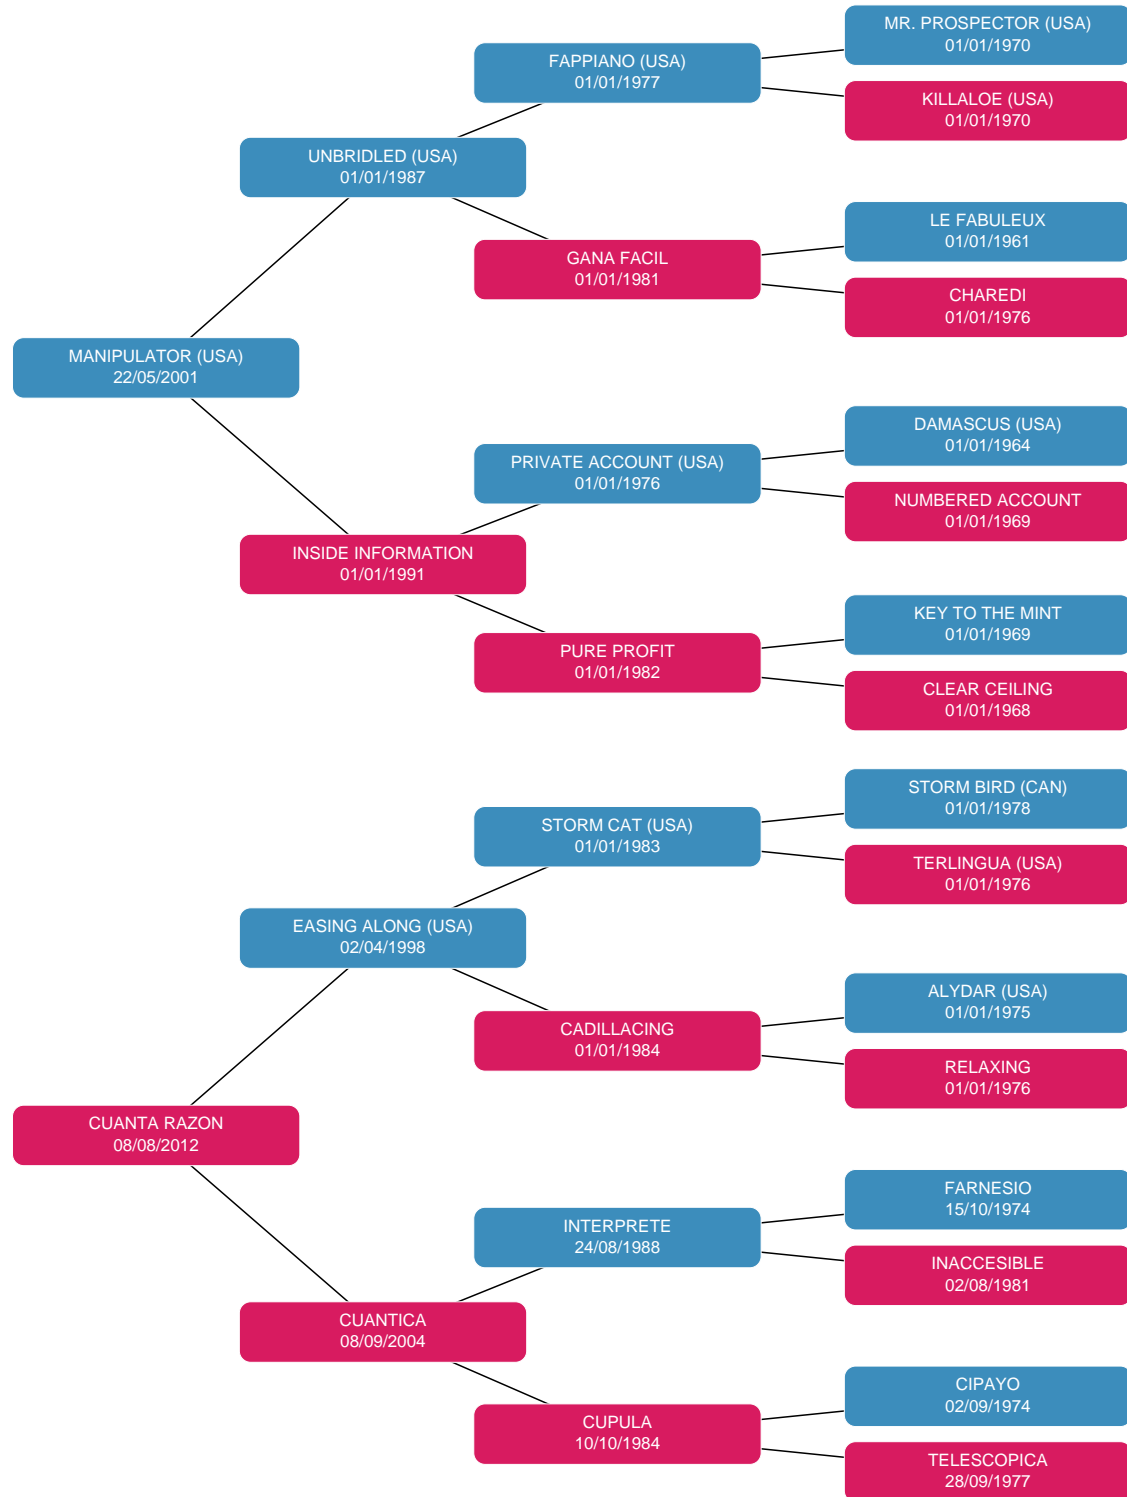 MR. PROSPECTOR (USA)
01/01/1970
FAPPIANO (USA)
01/01/1977
KILLALOE (USA)
01/01/1970
UNBRIDLED (USA)
01/01/1987
LE FABULEUX
01/01/1961
GANA FACIL
01/01/1981
CHAREDI
01/01/1976
MANIPULATOR (USA)
22/05/2001
DAMASCUS (USA)
01/01/1964
PRIVATE ACCOUNT (USA)
01/01/1976
NUMBERED ACCOUNT
01/01/1969
INSIDE INFORMATION
01/01/1991
KEY TO THE MINT
01/01/1969
PURE PROFIT
01/01/1982
CLEAR CEILING
01/01/1968
STORM BIRD (CAN)
01/01/1978
STORM CAT (USA)
01/01/1983
TERLINGUA (USA)
01/01/1976
EASING ALONG (USA)
02/04/1998
ALYDAR (USA)
01/01/1975
CADILLACING
01/01/1984
RELAXING
01/01/1976
CUANTA RAZON
08/08/2012
FARNESIO
15/10/1974
INTERPRETE
24/08/1988
INACCESIBLE
02/08/1981
CUANTICA
08/09/2004
CIPAYO
02/09/1974
CUPULA
10/10/1984
TELESCOPICA
28/09/1977